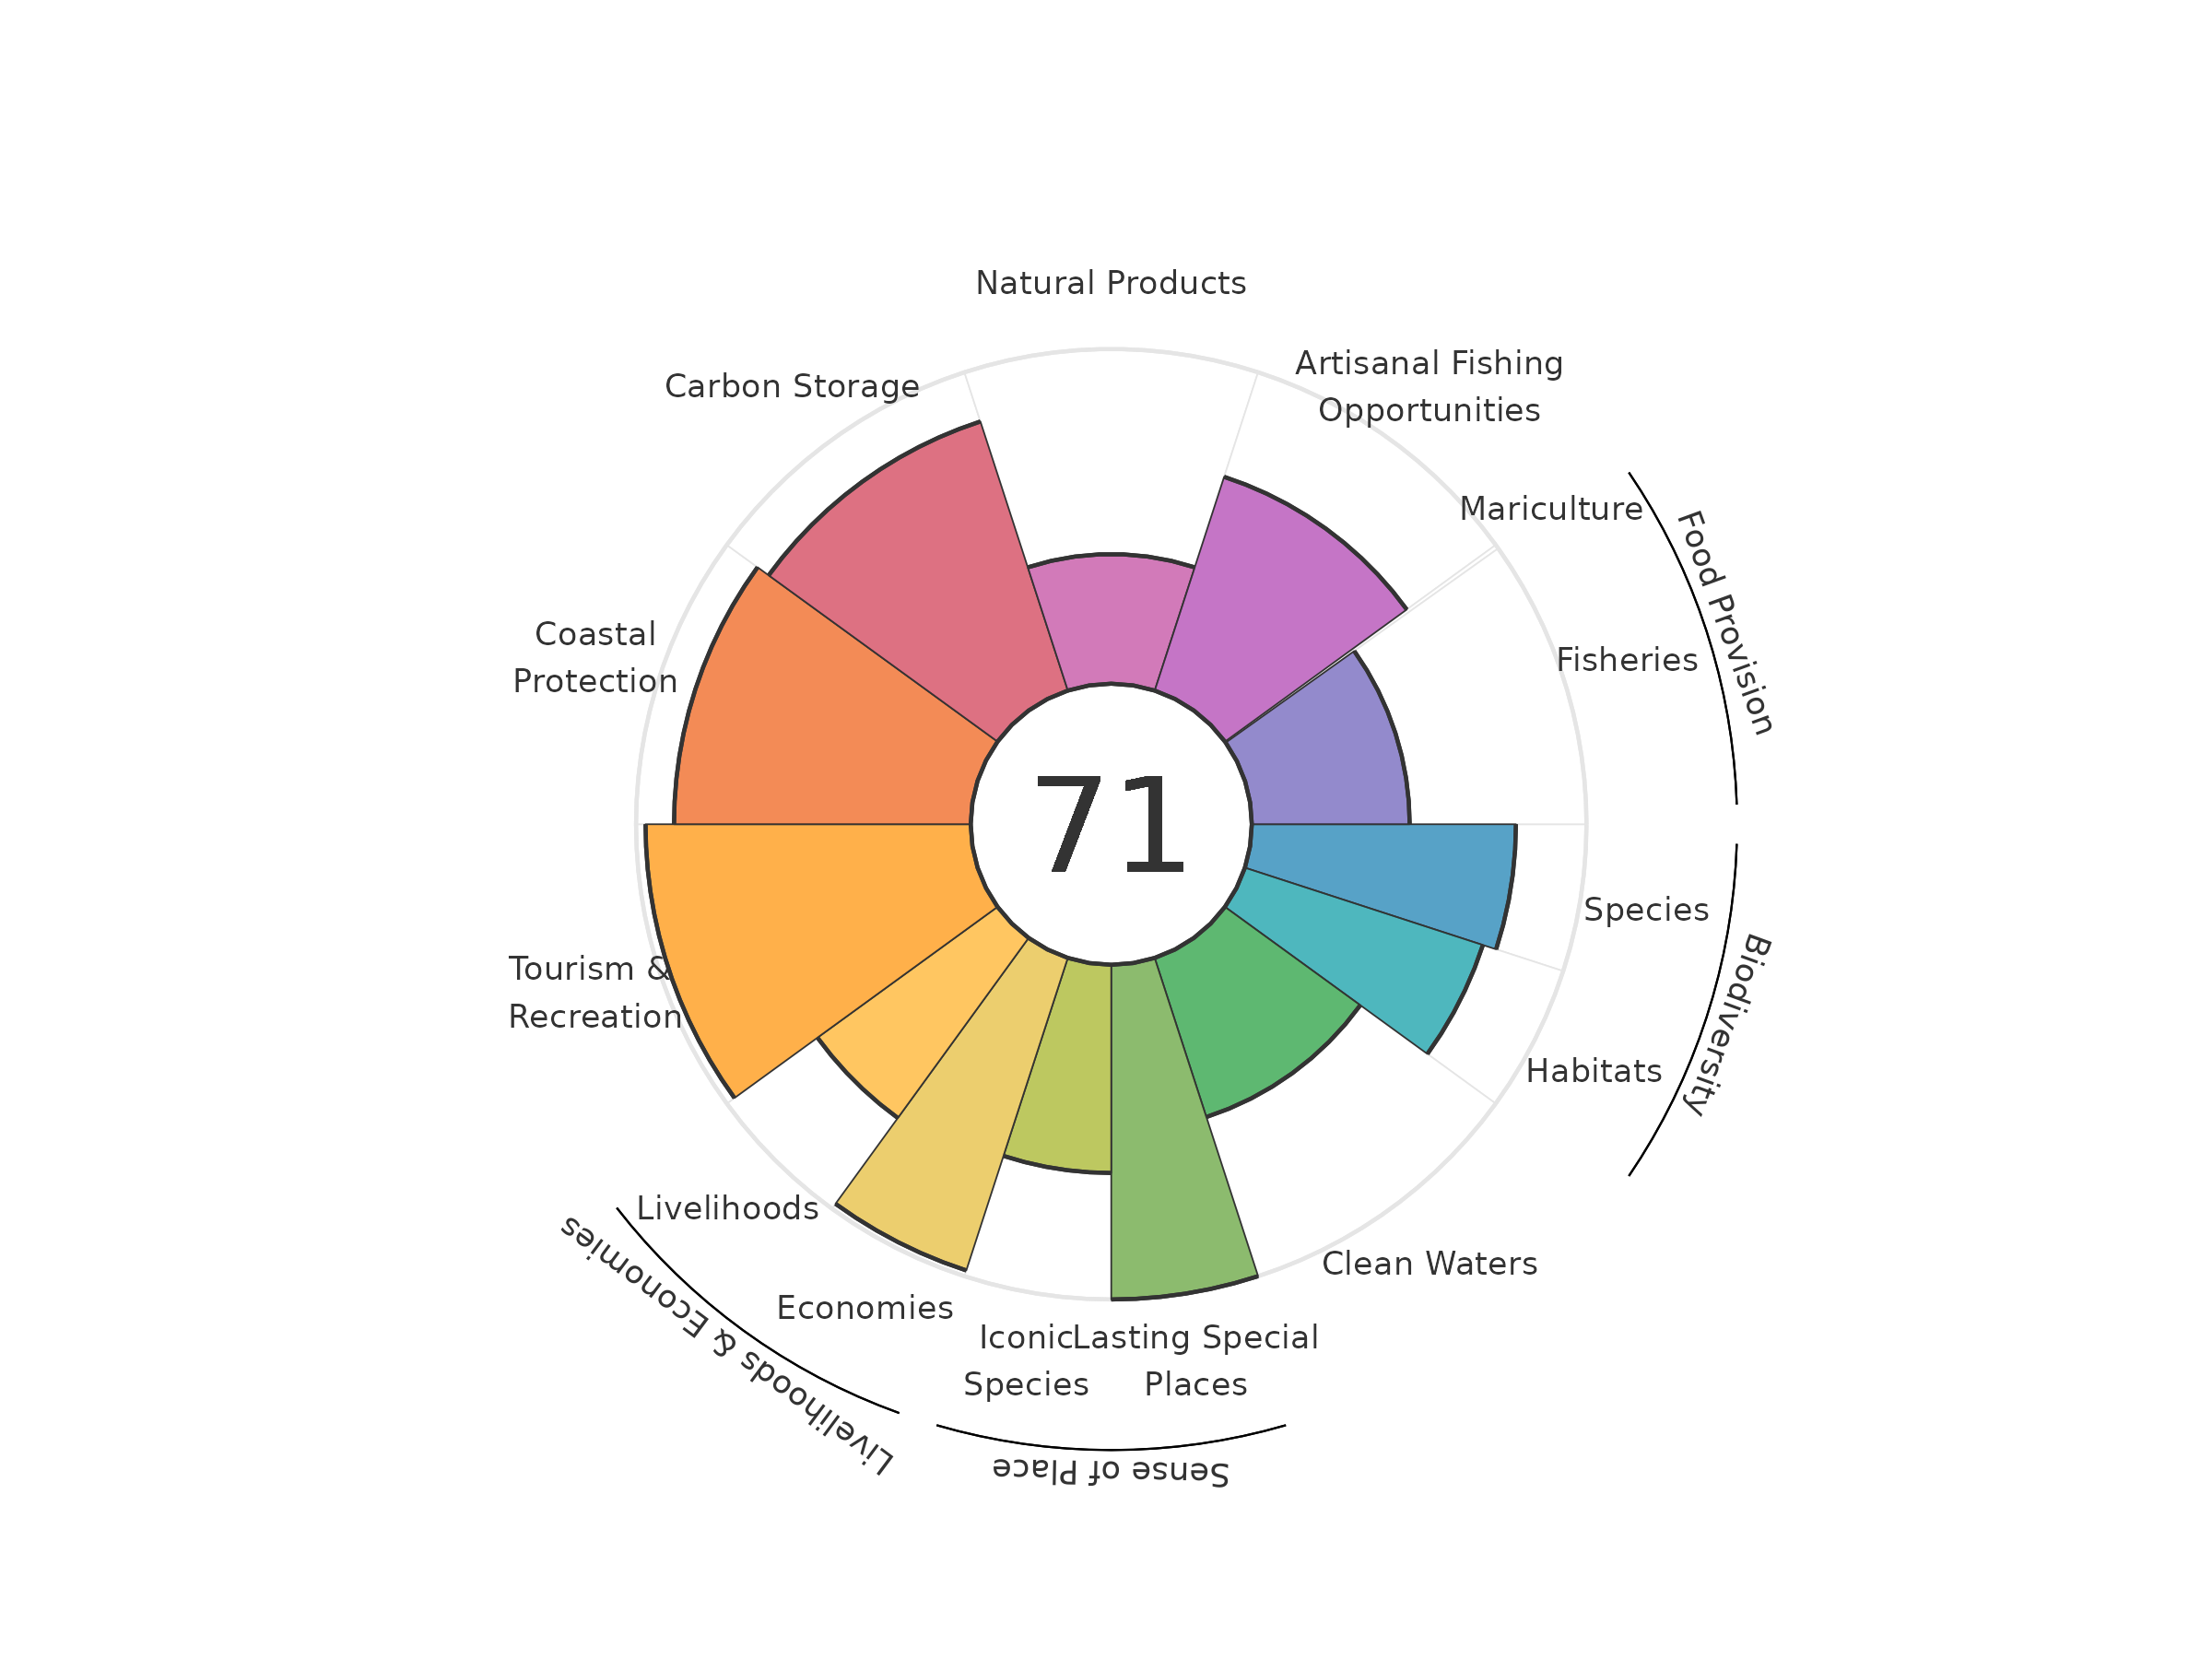 Natural Products
Artisanal Fishing
Opportunities
Carbon Storage
Mariculture
Food Provision
Coastal
Protection
Fisheries
71
Species
Biodiversity
Tourism &
Recreation
Habitats
Livelihoods
Clean Waters
Livelihoods & Economies
Economies
Iconic
Species
Lasting Special
Places
Sense of Place